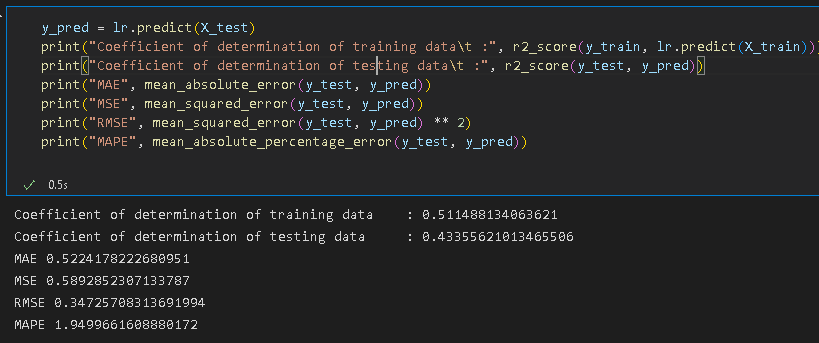 y_pred = lr.predict(X_test)
print("Coefficient of determination of training data\t :", r2_score(y_train, lr.predict(X_train)))
print("Coefficient of determination of testing data\t :", r2_score(y_test, y_pred))
print("MAE", mean_absolute_error(y_test, y_pred))
print("MSE", mean_squared_error(y_test, y_pred))
print("RMSE", mean_squared_error(y_test, y_pred) ** 2)
print("MAPE", mean_absolute_percentage_error(y_test, y_pred))
0.5s
Coefficient of determination of training data : 0.511488134063621
Coefficient of determination of testing data : 0.43355621013465506
MAE 0.5224178222680951
MSE 0.5892852307133787
RMSE 0.34725708313691994
MAPE 1.9499661608880172